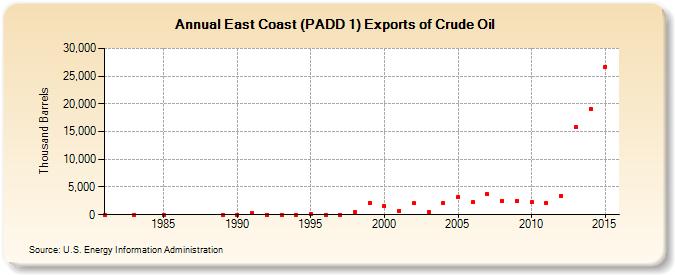 Annual East Coast (PADD 1) Exports of Crude Oil
Thousand Barrels
30,000
25,000
20,000
15,000
10,000
5,000
0
1985 1990 1995 2000 2005 2010 2015
Source: U.S. Energy Information Administration